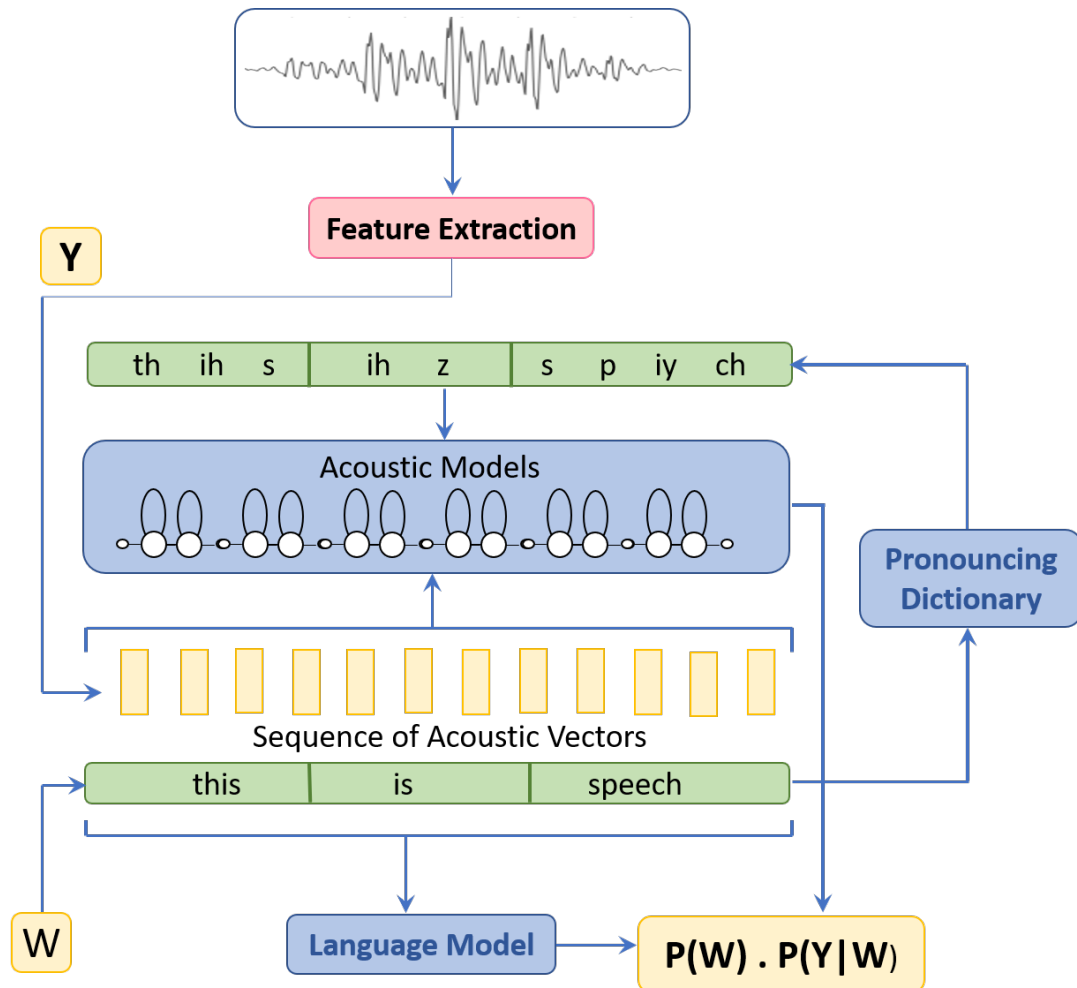 Feature Extraction
Y
th ih s ih z s p iy ch
Acoustic Models
Pronouncing
Dictionary
Sequence of Acoustic Vectors
this is speech
W
Language Model
P(W) . P(Y|W)